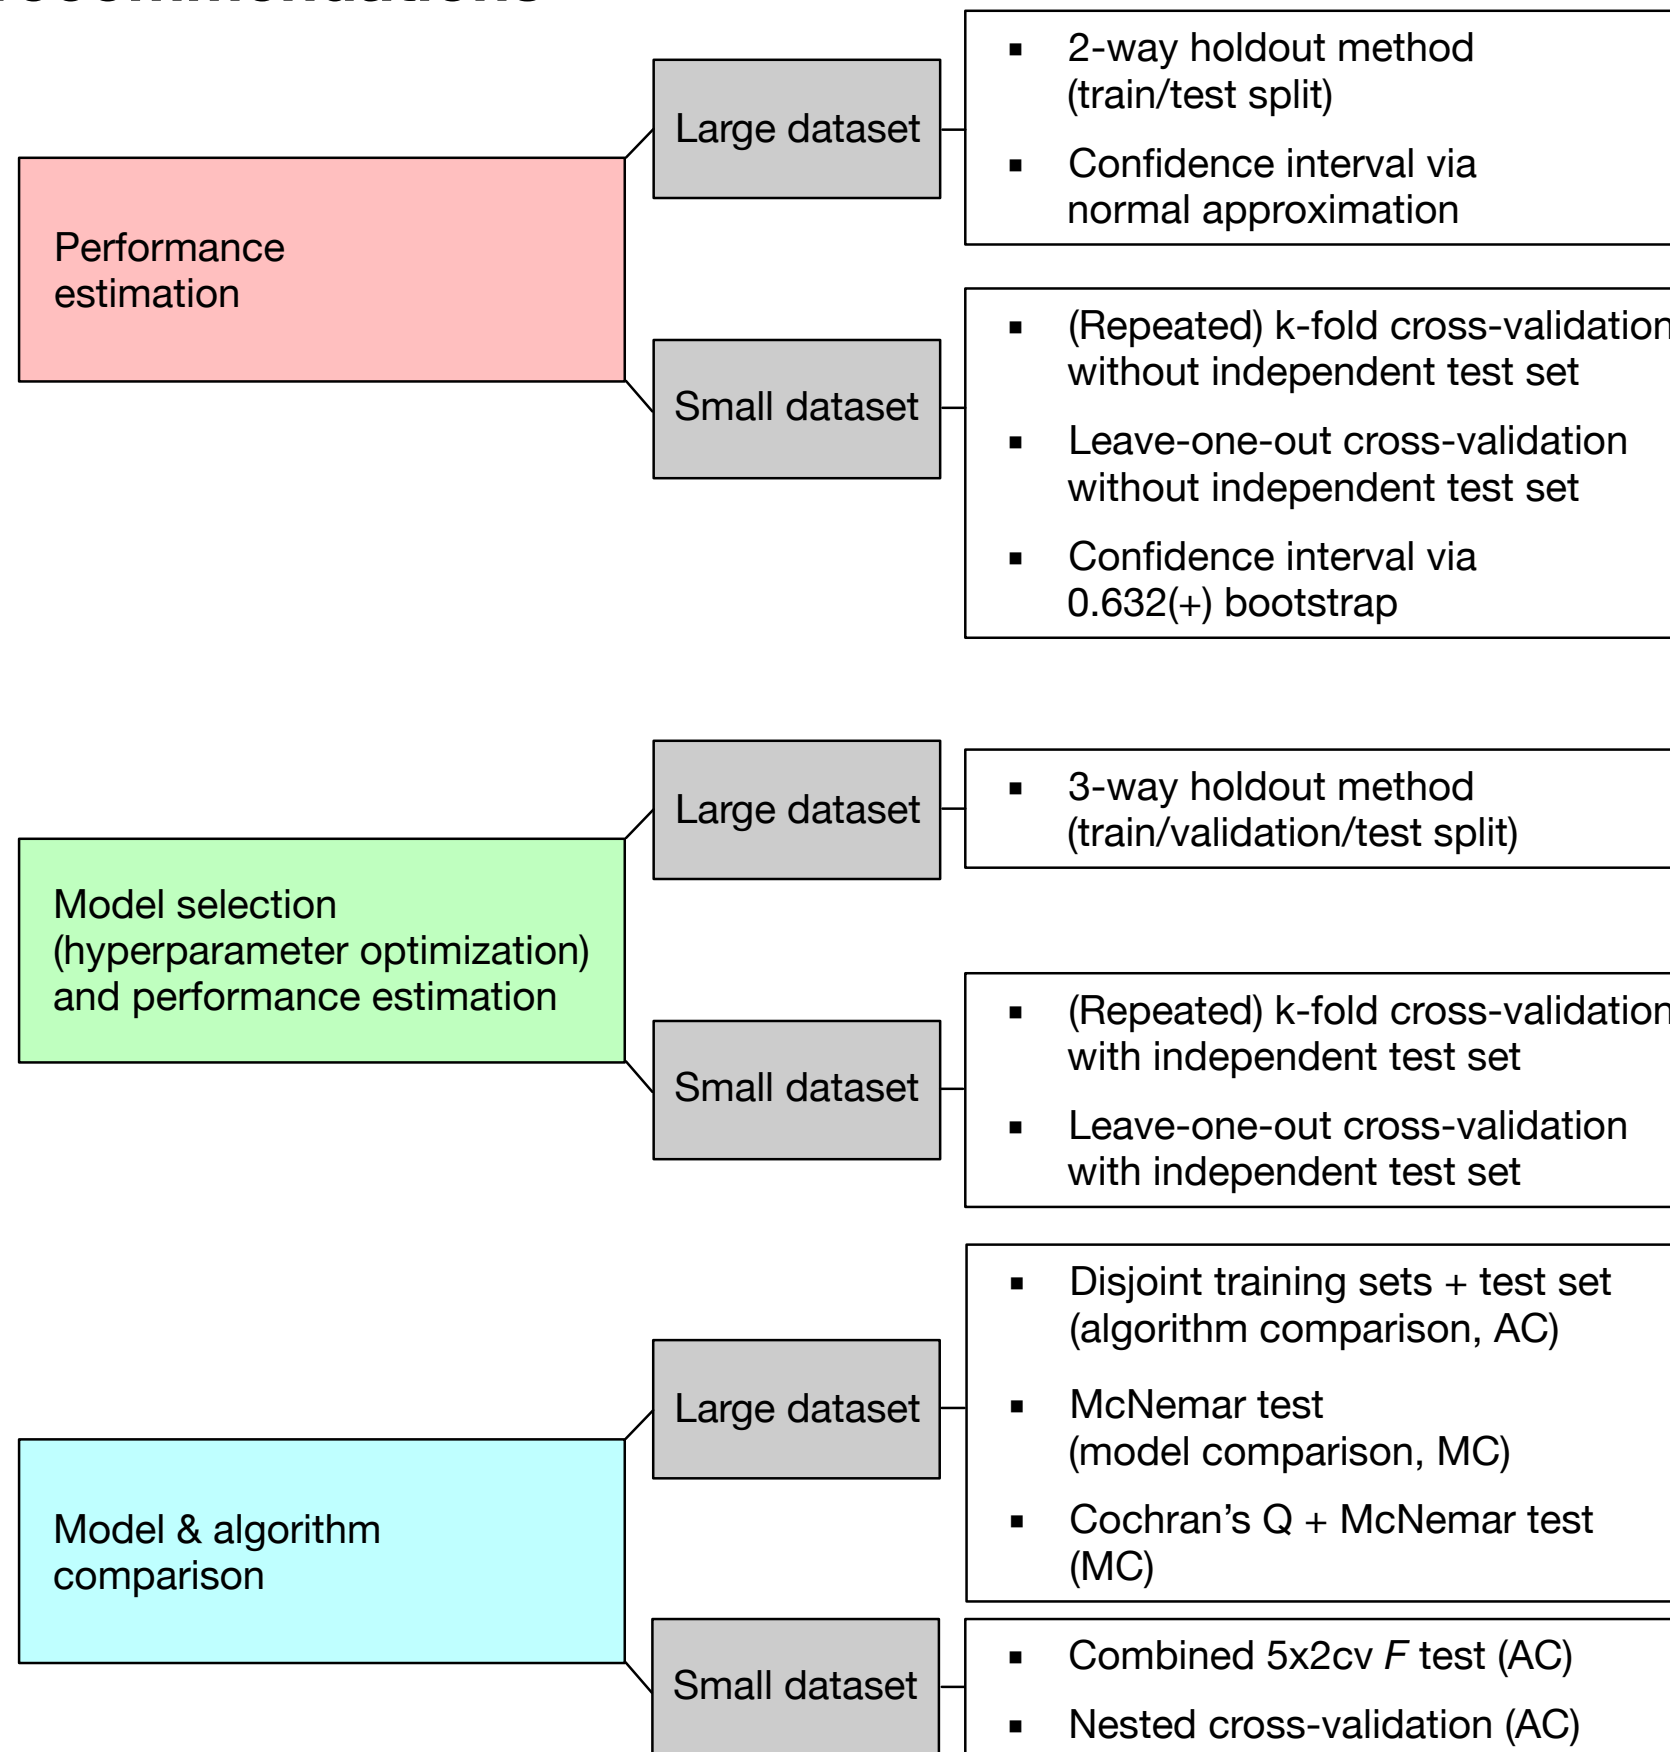 Performance
estimation
Large dataset
▪ 2-way holdout method
(train/test split)
▪ Confidence interval via
normal approximation
Small dataset
▪ (Repeated) k-fold cross-validation
without independent test set
▪ Leave-one-out cross-validation
without independent test set
▪ Confidence interval via
0.632(+) bootstrap
Model selection
(hyperparameter optimization)
and performance estimation
Large dataset
▪ 3-way holdout method
(train/validation/test split)
Small dataset
▪ (Repeated) k-fold cross-validation
with independent test set
▪ Leave-one-out cross-validation
with independent test set
Model & algorithm
comparison
Large dataset
▪ Disjoint training sets + test set
(algorithm comparison, AC)
▪ McNemar test
(model comparison, MC)
▪ Cochran’s Q + McNemar test
(MC)
Small dataset
▪ Combined 5x2cv F test (AC)
▪ Nested cross-validation (AC)